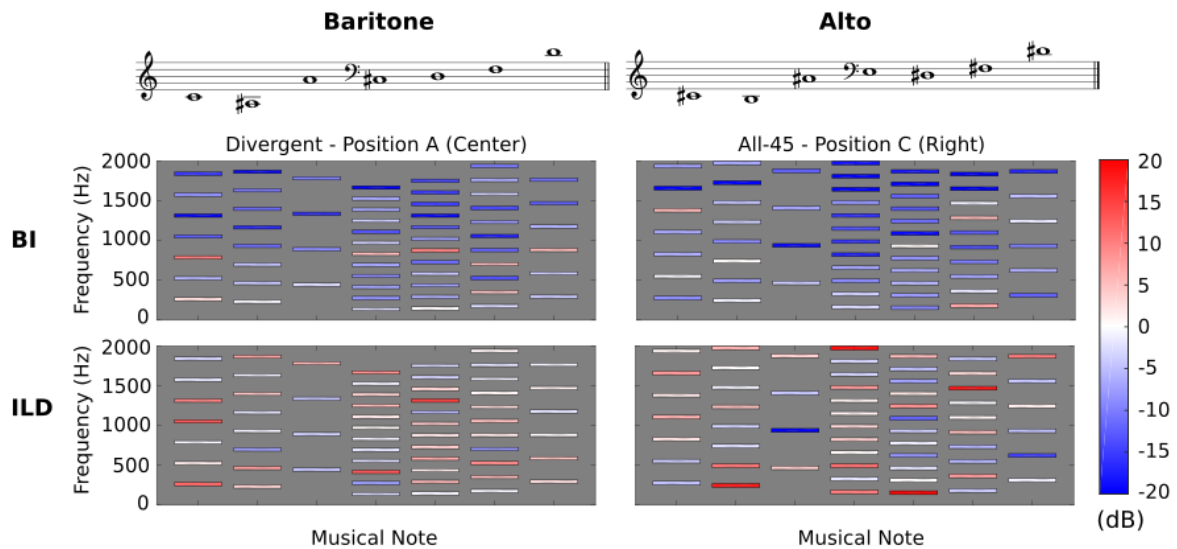 Baritone Alto
Divergent - Position A (Center) All-45 - Position C (Right)
BI
Frequency (Hz)
2000
1500
1000
500
0
ILD
Frequency (Hz)
2000
1500
1000
500
0
Musical Note Musical Note
20
15
10
5
0
-5
-10
-15
-20
(dB)